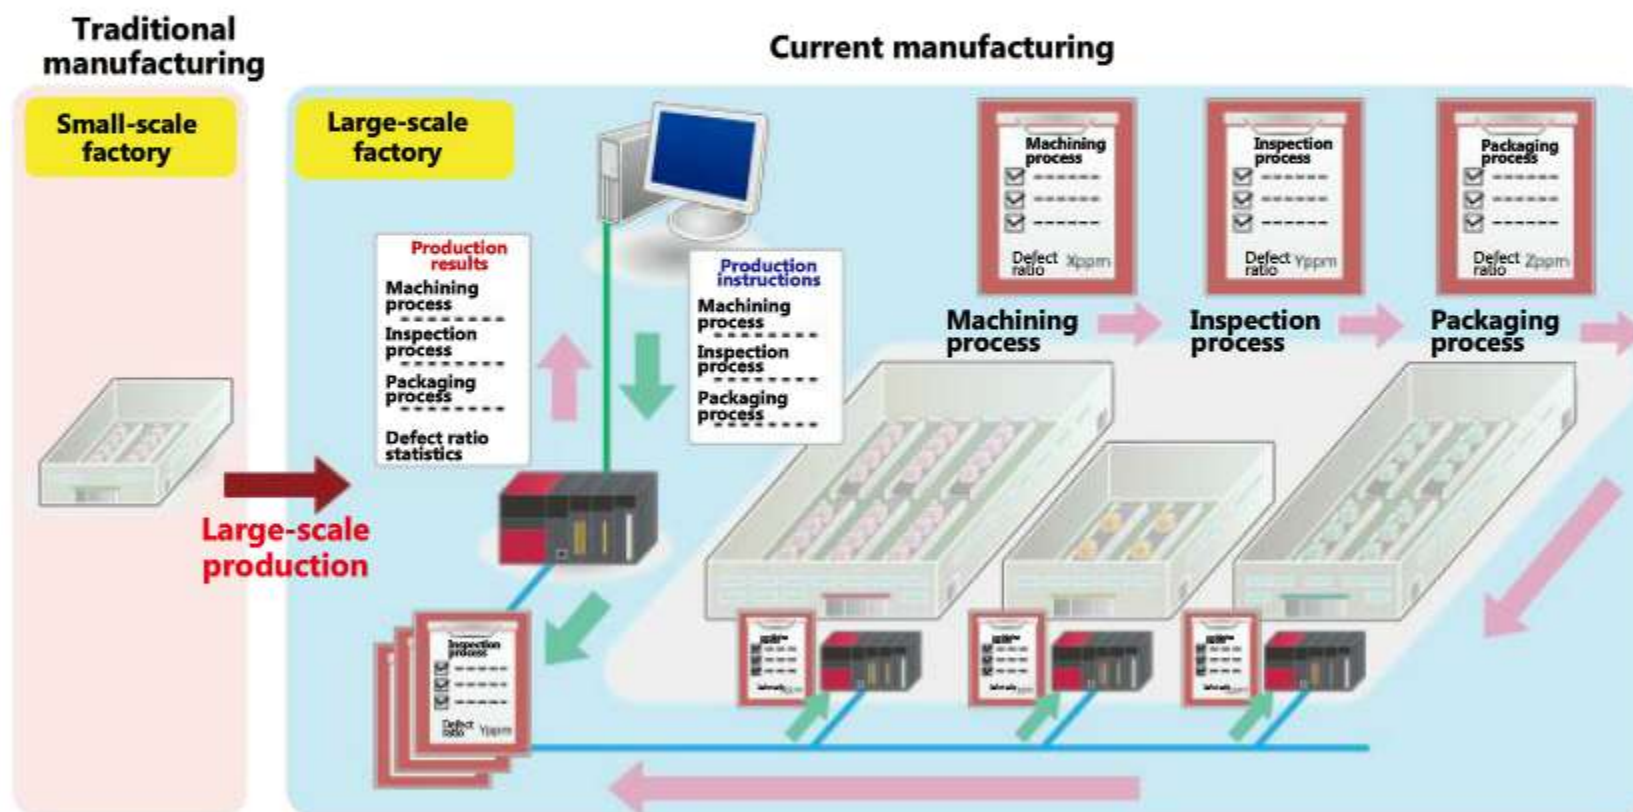 Traditional
manufacturing
Current manufacturing
Small-scale
factory
Large-scale
factory
Large-scale
production
Production
results
Machining
process
Inspection
process
Packaging
process
Defect ratio
statistics
Production
instructions
Machining
process
Inspection
process
Packaging
process
Machining
process
Defect
ratio Xppm
Inspection
process
Defect
ratio Yppm
Packaging
process
Defect
ratio Zppm
Machining
process
Inspection
process
Packaging
process
Inspection
process
Defect
ratio Yppm